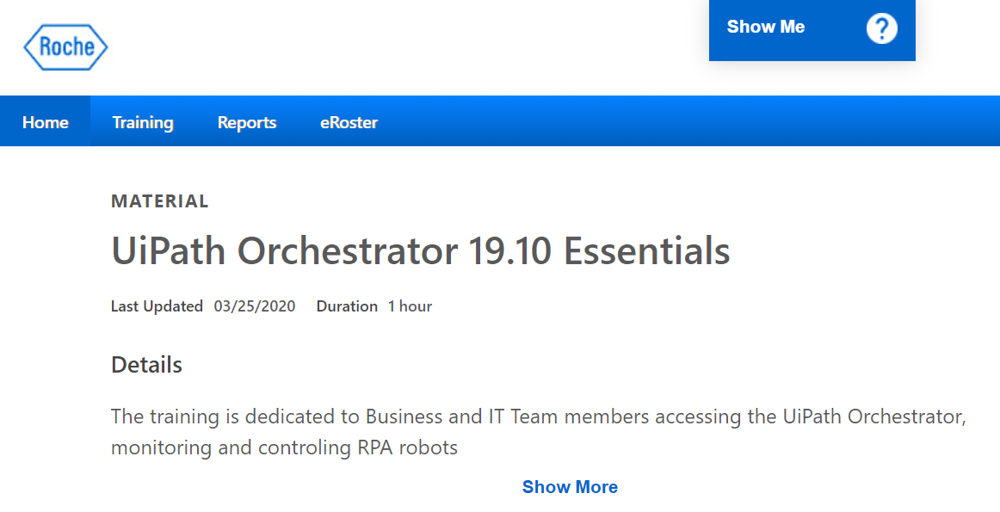 Roche
Show Me
?
Home Training Reports eRoster
MATERIAL
UiPath Orchestrator 19.10 Essentials
Last Updated 03/25/2020 Duration 1 hour
Details
The training is dedicated to Business and IT Team members accessing the UiPath Orchestrator,
monitoring and controling RPA robots
Show More